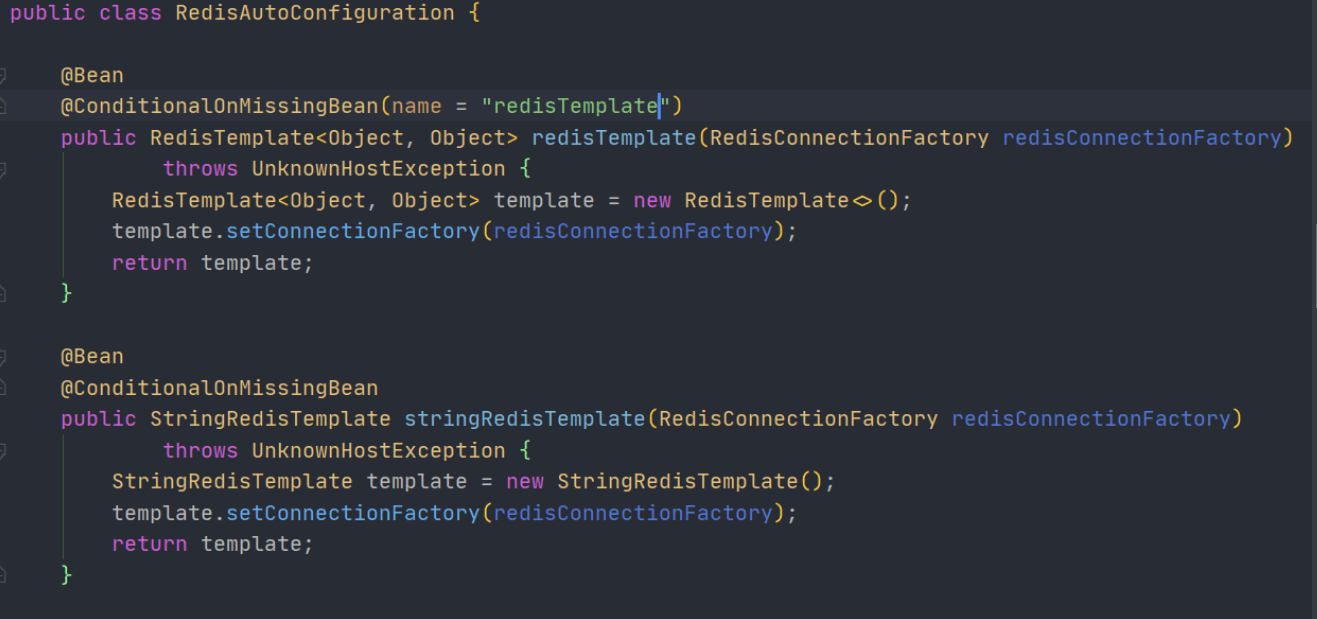 public class RedisAutoConfiguration {
@Bean
@ConditionalOnMissingBean(name = "redisTemplate")
public RedisTemplate<Object, Object> redisTemplate(RedisConnectionFactory redisConnectionFactory)
throws UnknownHostException {
RedisTemplate<Object, Object> template = new RedisTemplate<>();
template.setConnectionFactory(redisConnectionFactory);
return template;
}
@Bean
@ConditionalOnMissingBean
public StringRedisTemplate stringRedisTemplate(RedisConnectionFactory redisConnectionFactory)
throws UnknownHostException {
StringRedisTemplate template = new StringRedisTemplate();
template.setConnectionFactory(redisConnectionFactory);
return template;
}